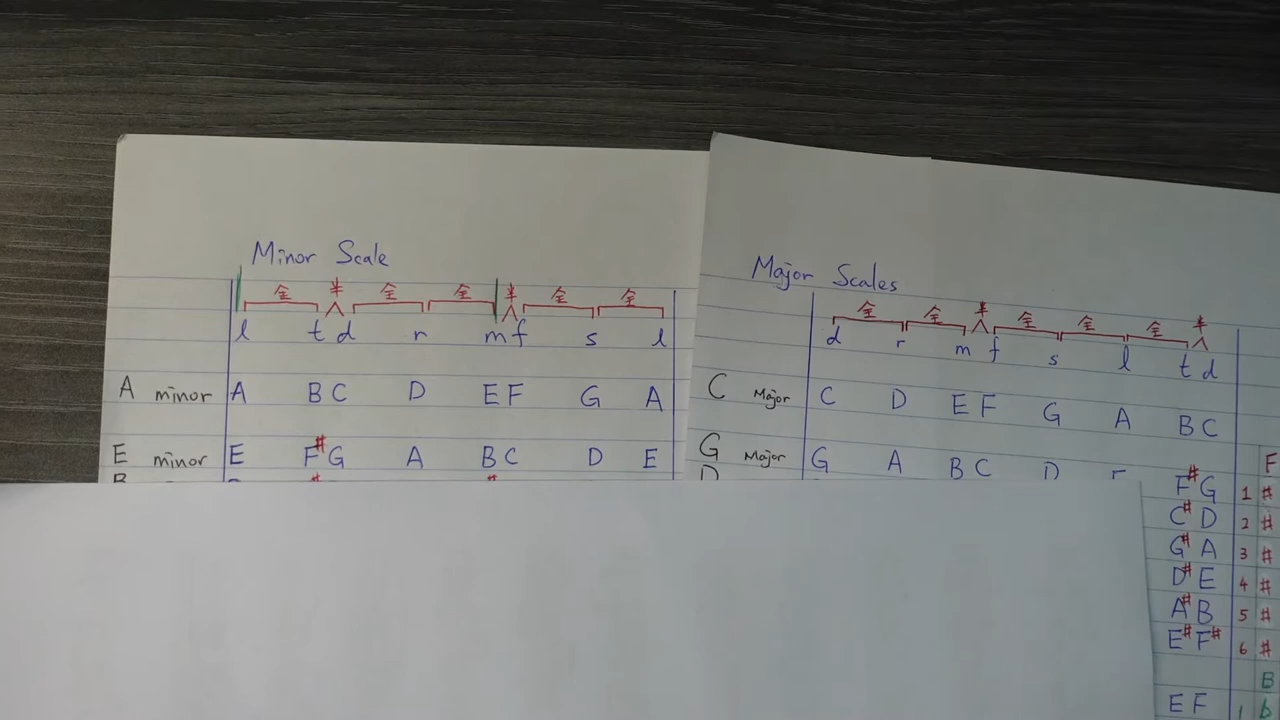 Minor Scale
全 半 全 全 半 全 全
l t d r m f s l
A minor A B C D E F G A
E minor E F# G A B C D E
Major Scales
全 全 半 全 全 全 半
d r m f s l t d
C Major C D E F G A B C
G Major G A B C D F# G 1 #
F
C# D 2 #
G# A 3 #
D# E 4 #
A# B 5 #
E# F# 6 #
B
E F 1 b